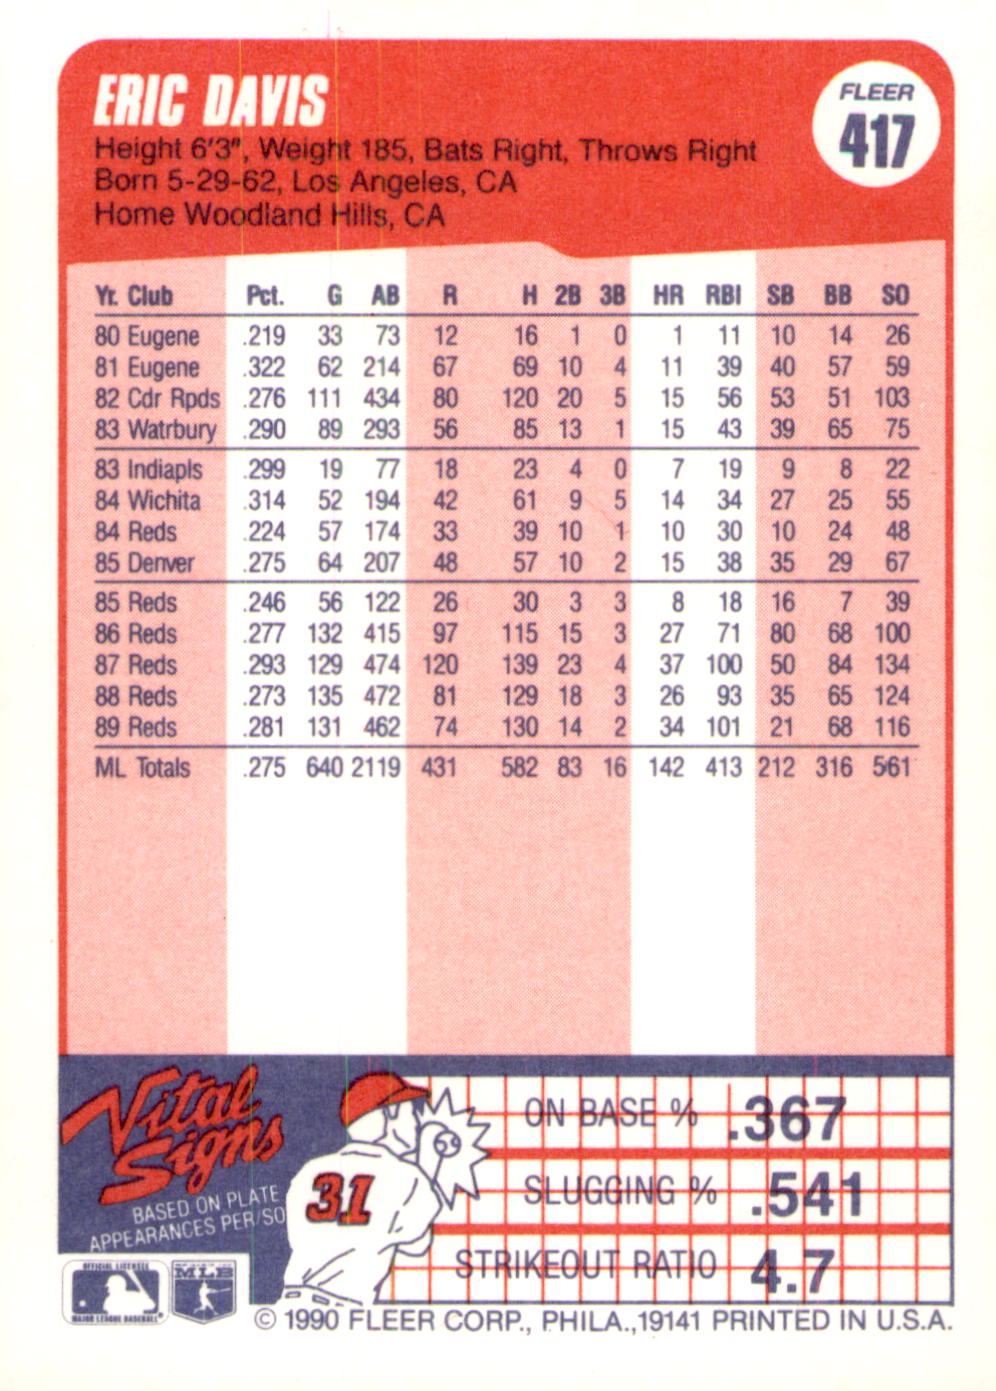 ERIC DAVIS
FLEER
417
Height 6'3", Weight 185, Bats Right, Throws Right
Born 5-29-62, Los Angeles, CA
Home Woodland Hills, CA
Yr. Club Pct. G AB R H 2B 3B HR RBI SB BB SO
80 Eugene .219 33 73 12 16 1 0 1 11 10 14 26
81 Eugene .322 62 214 67 69 10 4 11 39 40 57 59
82 Cdr Rpds .276 111 434 80 120 20 5 15 56 53 51 103
83 Watrbury .290 89 293 56 85 13 1 15 43 39 65 75
83 Indiapls .299 19 77 18 23 4 0 7 19 9 8 22
84 Wichita .314 52 194 42 61 9 5 14 34 27 25 55
84 Reds .224 57 174 33 39 10 1 10 30 10 24 48
85 Denver .275 64 207 48 57 10 2 15 38 35 29 67
85 Reds .246 56 122 26 30 3 3 8 18 16 7 39
86 Reds .277 132 415 97 115 15 3 27 71 80 68 100
87 Reds .293 129 474 120 139 23 4 37 100 50 84 134
88 Reds .273 135 472 81 129 18 3 26 93 35 65 124
89 Reds .281 131 462 74 130 14 2 34 101 21 68 116
ML Totals .275 640 2119 431 582 83 16 142 413 212 316 561
Vital
Signs
BASED ON PLATE
APPEARANCES PER/SO
31
ON BASE % .367
SLUGGING % .541
STRIKEOUT RATIO 4.7
OFFICIAL LICENSEE
MAJOR LEAGUE BASEBALL®
MLB
© 1990 FLEER CORP., PHILA.,19141 PRINTED IN U.S.A.